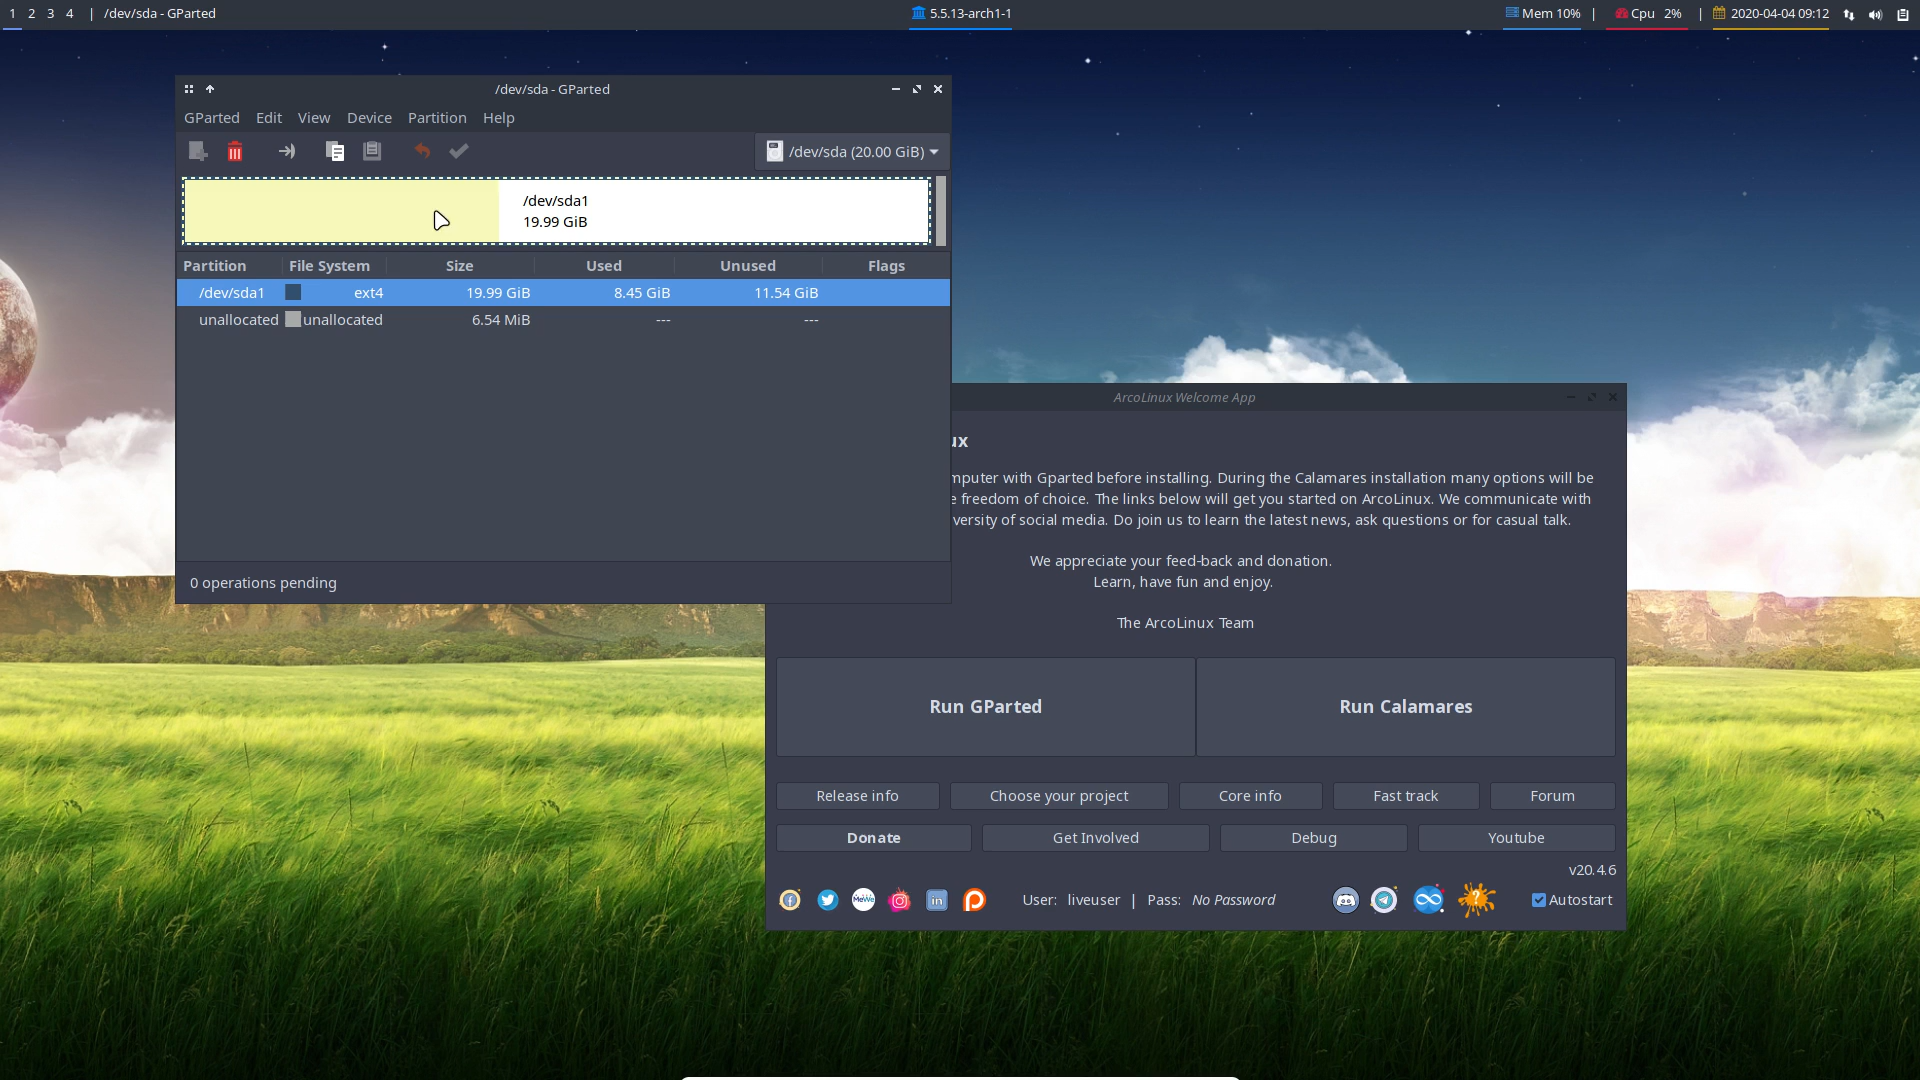 1 2 3 4 | /dev/sda - GParted
5.5.13-arch1-1
Mem 10% | Cpu 2% | 2020-04-04 09:12
/dev/sda - GParted
GParted Edit View Device Partition Help
/dev/sda (20.00 GiB)
/dev/sda1
19.99 GiB
Partition File System Size Used Unused Flags
/dev/sda1 ext4 19.99 GiB 8.45 GiB 11.54 GiB
unallocated unallocated 6.54 MiB --- ---
0 operations pending
ArcoLinux Welcome App
ux
mputer with Gparted before installing. During the Calamares installation many options will be
e freedom of choice. The links below will get you started on ArcoLinux. We communicate with
versity of social media. Do join us to learn the latest news, ask questions or for casual talk.
We appreciate your feed-back and donation.
Learn, have fun and enjoy.
The ArcoLinux Team
Run GParted Run Calamares
Release info Choose your project Core info Fast track Forum
Donate Get Involved Debug Youtube
v20.4.6
MeWe in User: liveuser | Pass: No Password ? Autostart